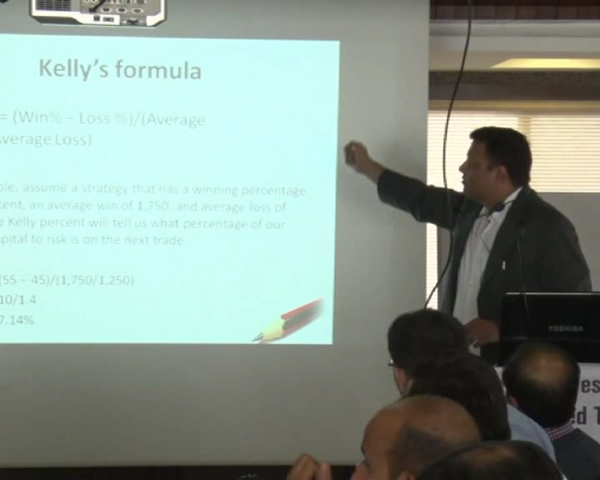 Kelly's formula
= (Win% – Loss %)/(Average
Average Loss)
ple, assume a strategy that has a winning percentage
cent, an average win of 1,750, and average loss of
e Kelly percent will tell us what percentage of our
pital to risk is on the next trade.
(55 – 45)/(1,750/1,250)
10/1.4
7.14%
TOSHIBA
ves
ed T